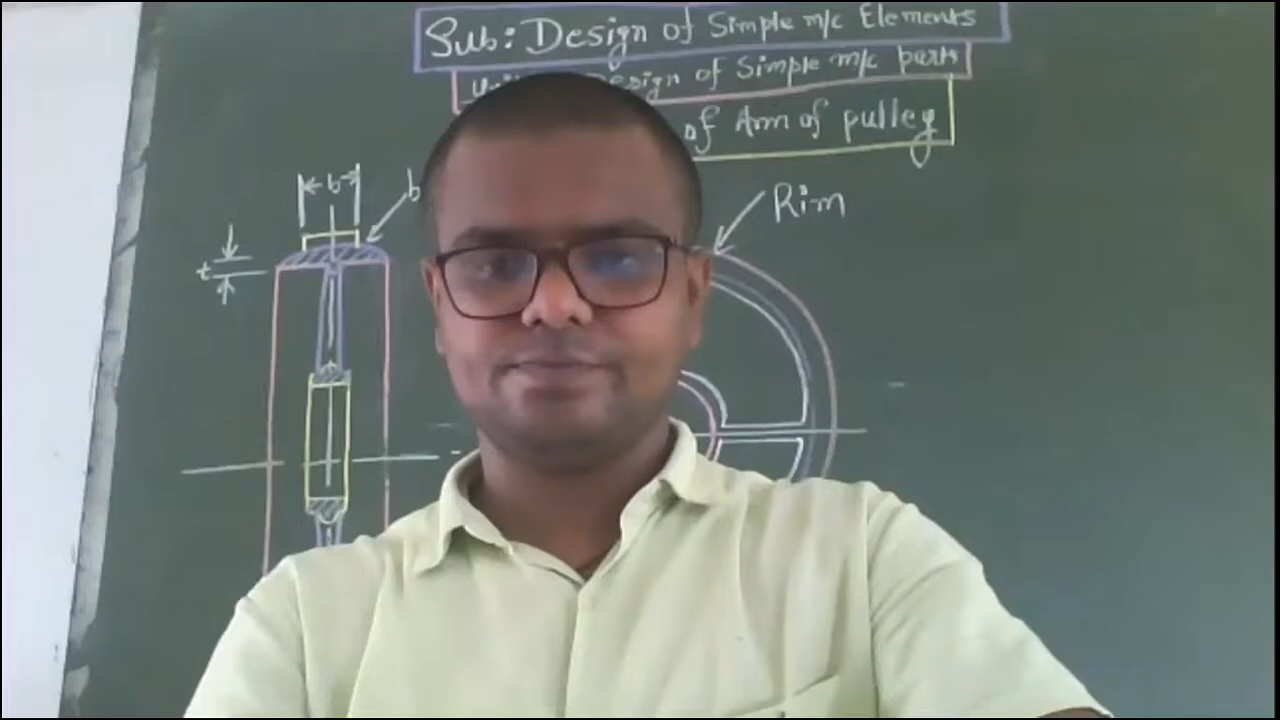 Sub: Design of Simple m/c Elements
Design of Simple m/c parts
of Arm of pulley
b
b
Rim
t